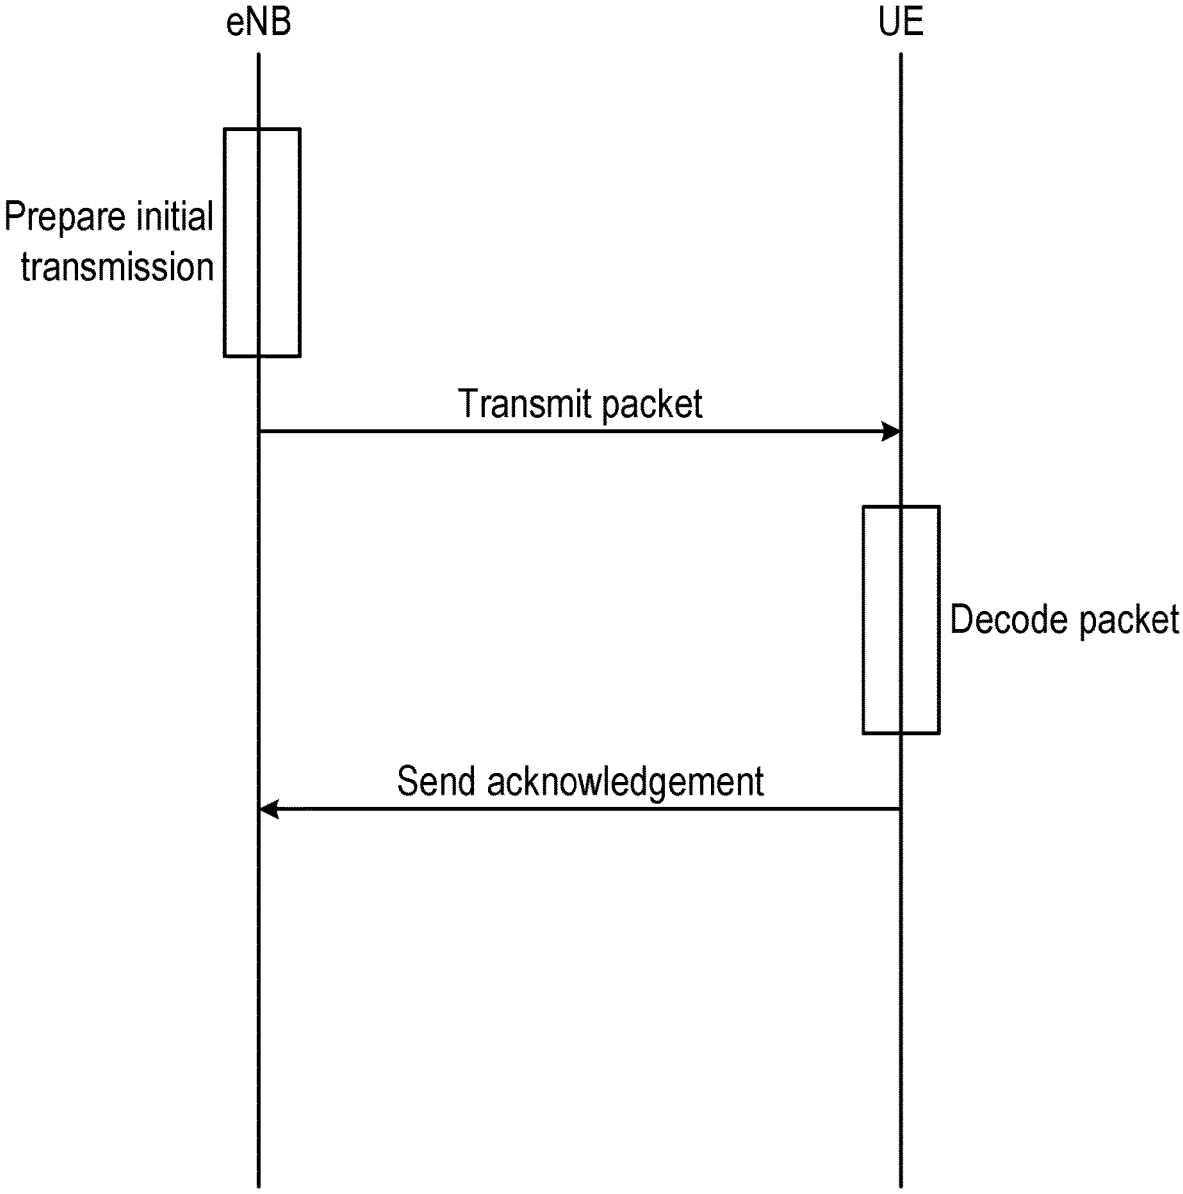 eNB
UE
Prepare initial
transmission
Transmit packet
Decode packet
Send acknowledgement